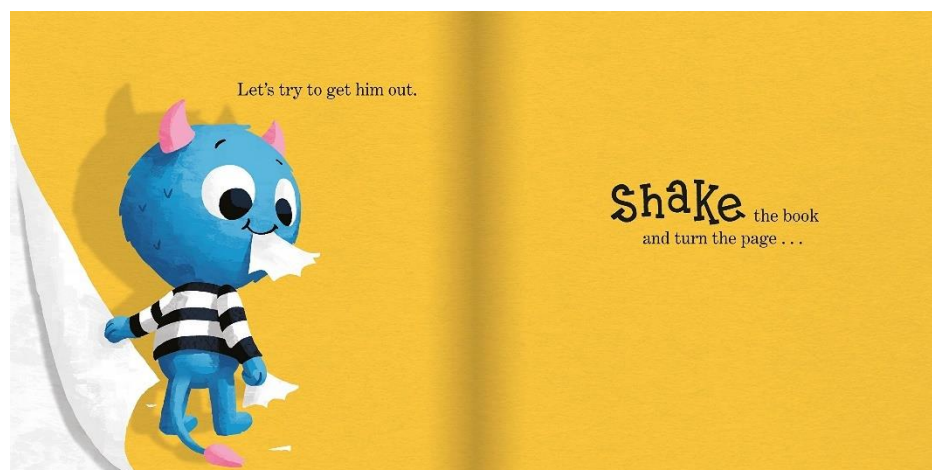 Let's try to get him out.
Shake the book
and turn the page . . .